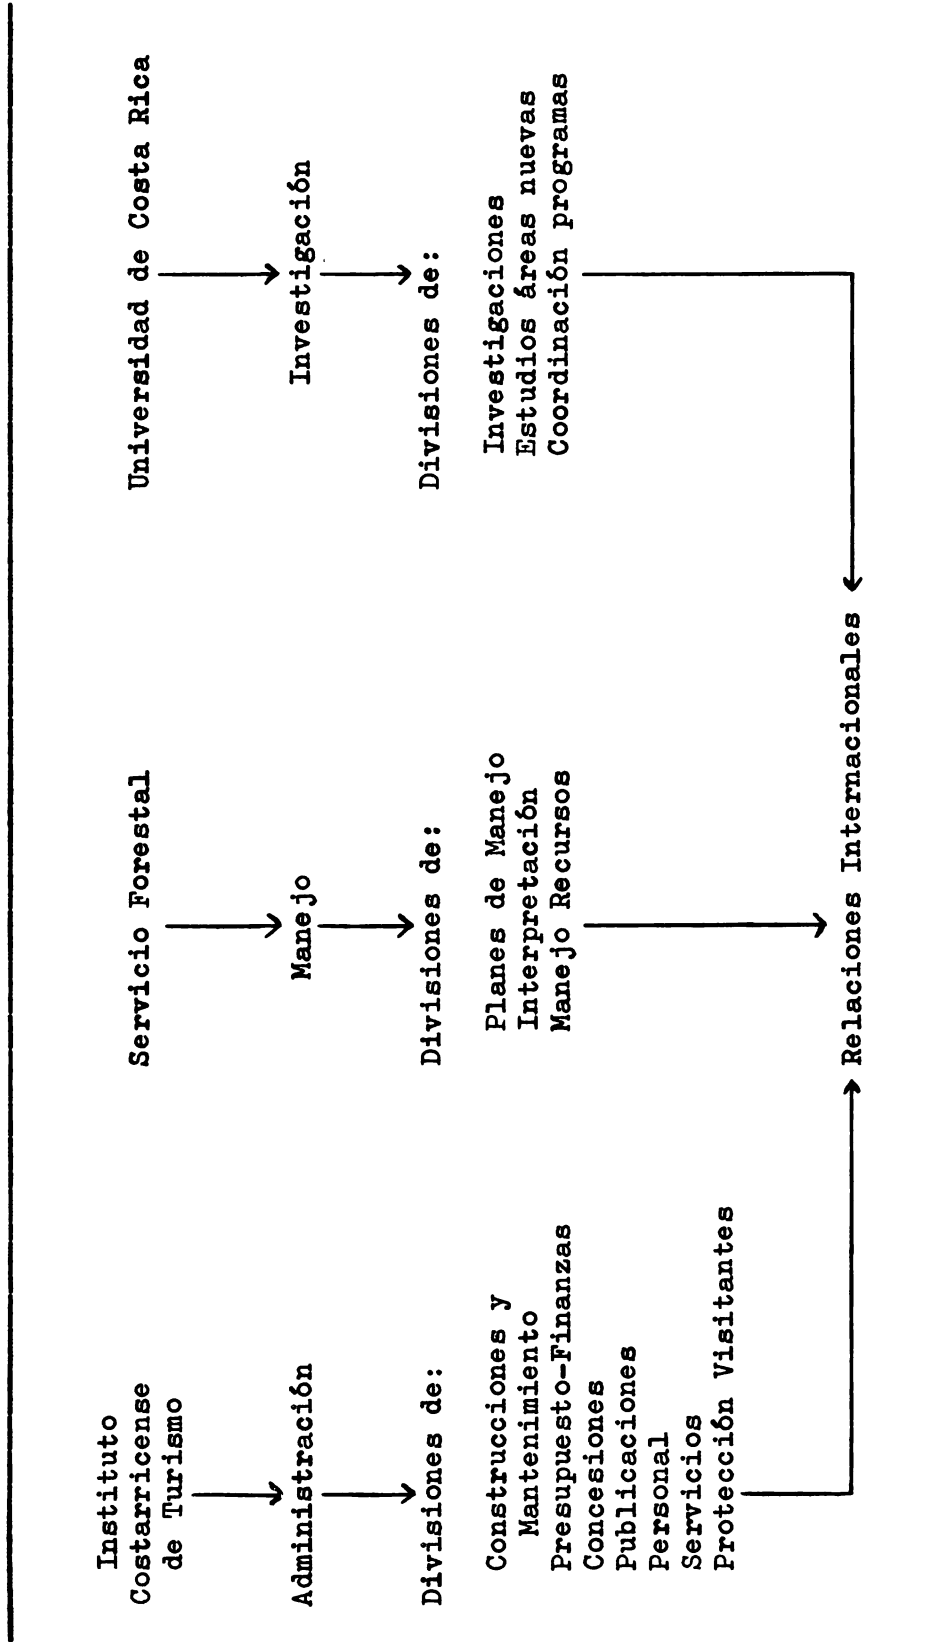 Instituto
Costarricense
de Turismo
Administración
Divisiones de:
Construcciones y
Mantenimiento
Presupuesto-Finanzas
Concesiones
Publicaciones
Personal
Servicios
Protección Visitantes
Servicio Forestal
Manejo
Divisiones de:
Planes de Manejo
Interpretación
Manejo Recursos
Universidad de Costa Rica
Investigación
Divisiones de:
Investigaciones
Estudios áreas nuevas
Coordinación programas
Relaciones Internacionales